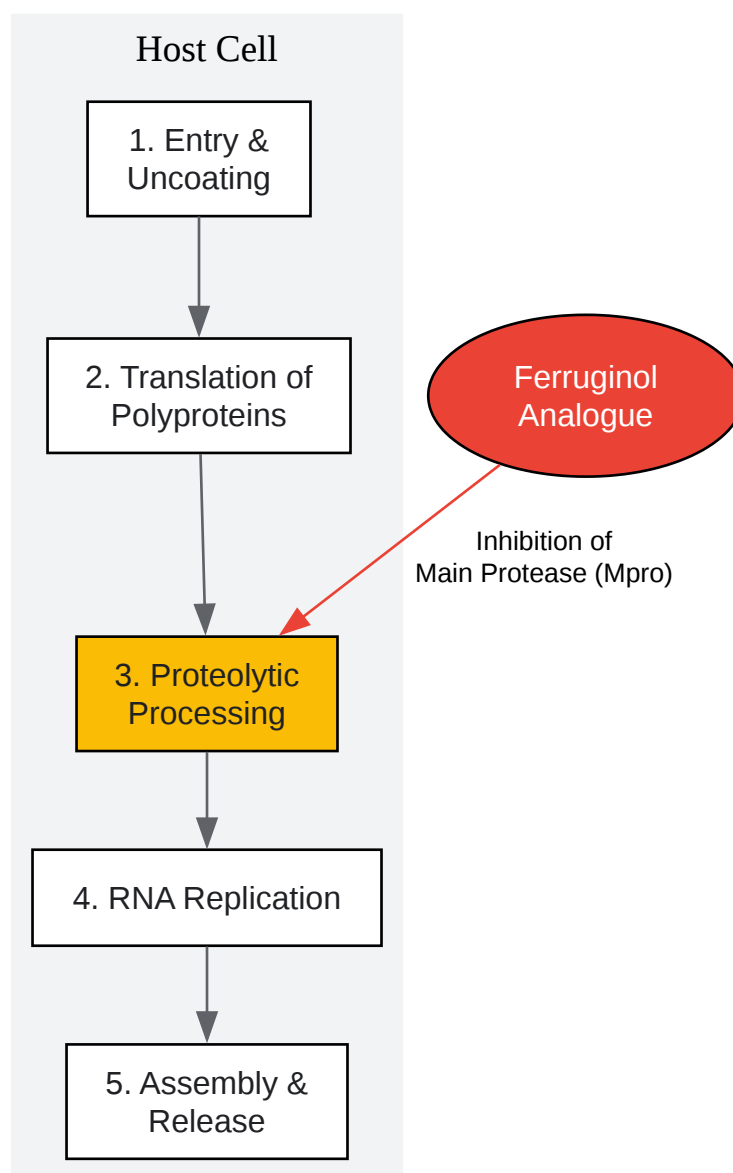 Host Cell
1. Entry &
Uncoating
2. Translation of
Polyproteins
Ferruginol
Analogue
Inhibition of
Main Protease (Mpro)
3. Proteolytic
Processing
4. RNA Replication
5. Assembly &
Release